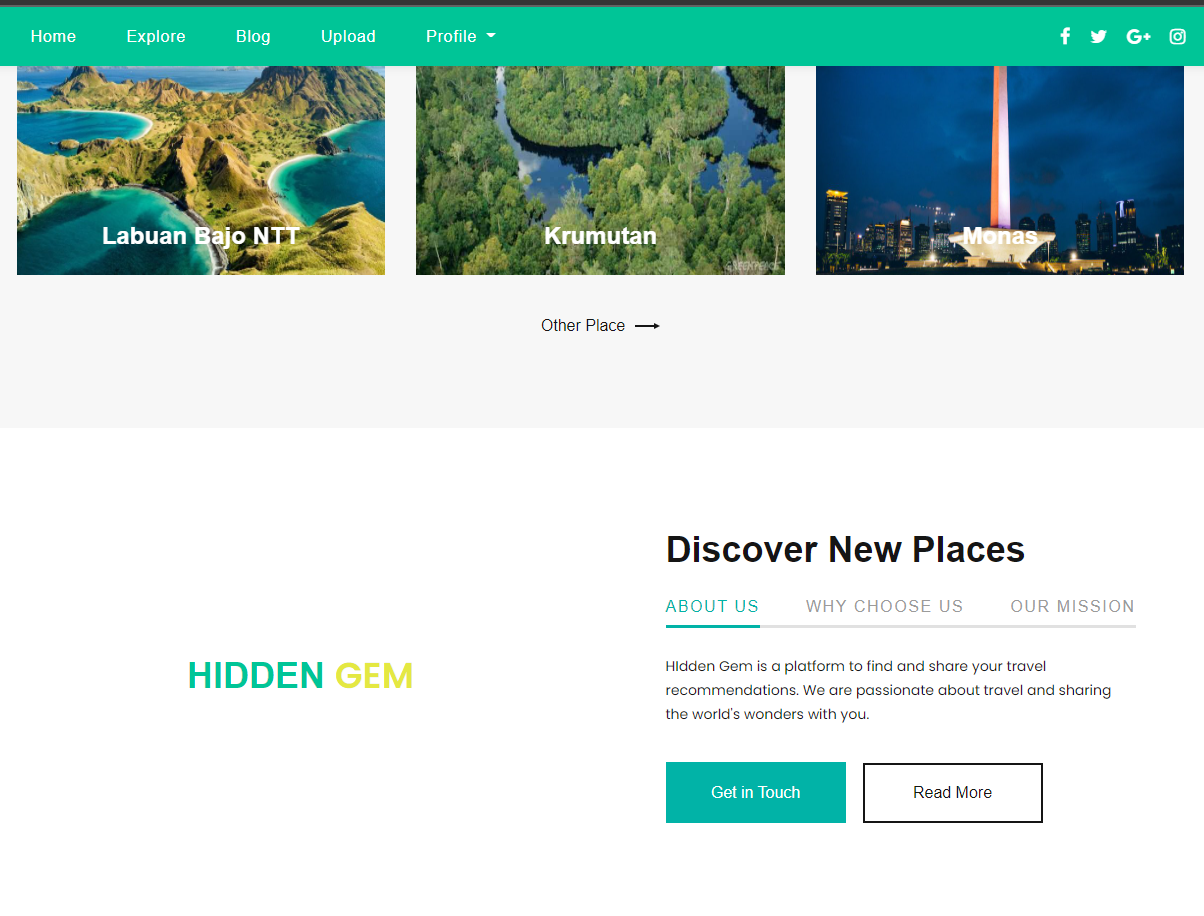 Home Explore Blog Upload Profile
Labuan Bajo NTT Krumutan Monas
GREENPEACE
Other Place
Discover New Places
ABOUT US WHY CHOOSE US OUR MISSION
HIDDEN GEM
HIdden Gem is a platform to find and share your travel
recommendations. We are passionate about travel and sharing
the world's wonders with you.
Get in Touch Read More